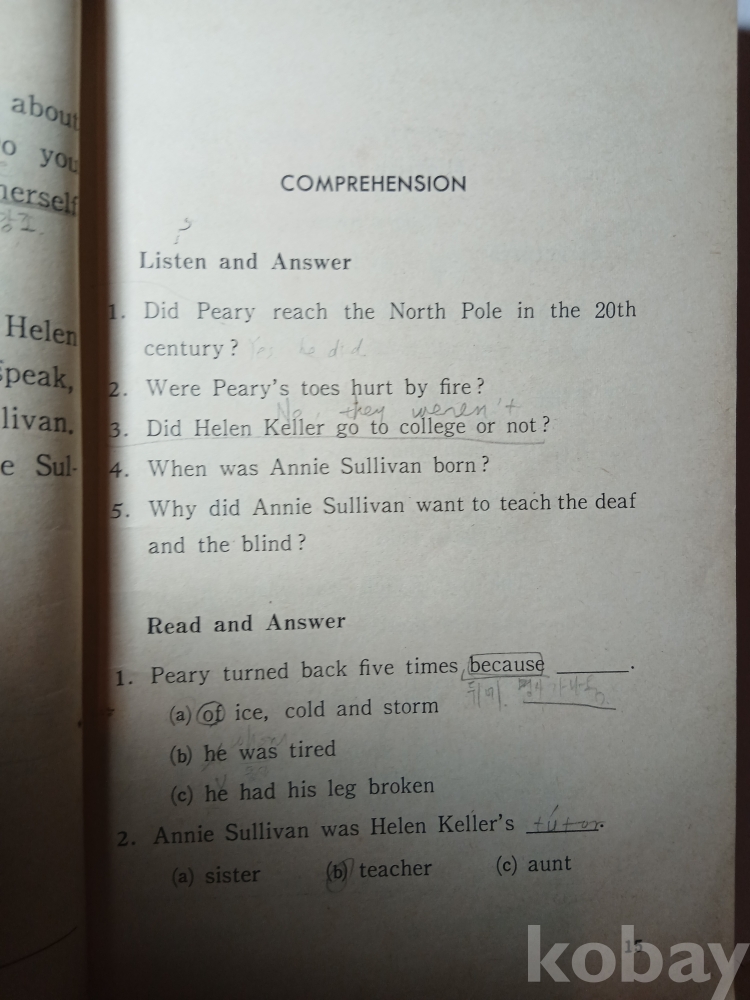 about
o you
herself
강조.
Helen
Speak,
livan.
e Sul-
COMPREHENSION
Listen and Answer
1. Did Peary reach the North Pole in the 20th
century? Yes he did
2. Were Peary's toes hurt by fire?
No, they weren't
3. Did Helen Keller go to college or not?
4. When was Annie Sullivan born?
5. Why did Annie Sullivan want to teach the deaf
and the blind?
Read and Answer
1. Peary turned back five times, because ______.
(a) of ice, cold and storm
(b) he was tired
(c) he had his leg broken
2. Annie Sullivan was Helen Keller's tutor.
(a) sister (b) teacher (c) aunt
15
kobay